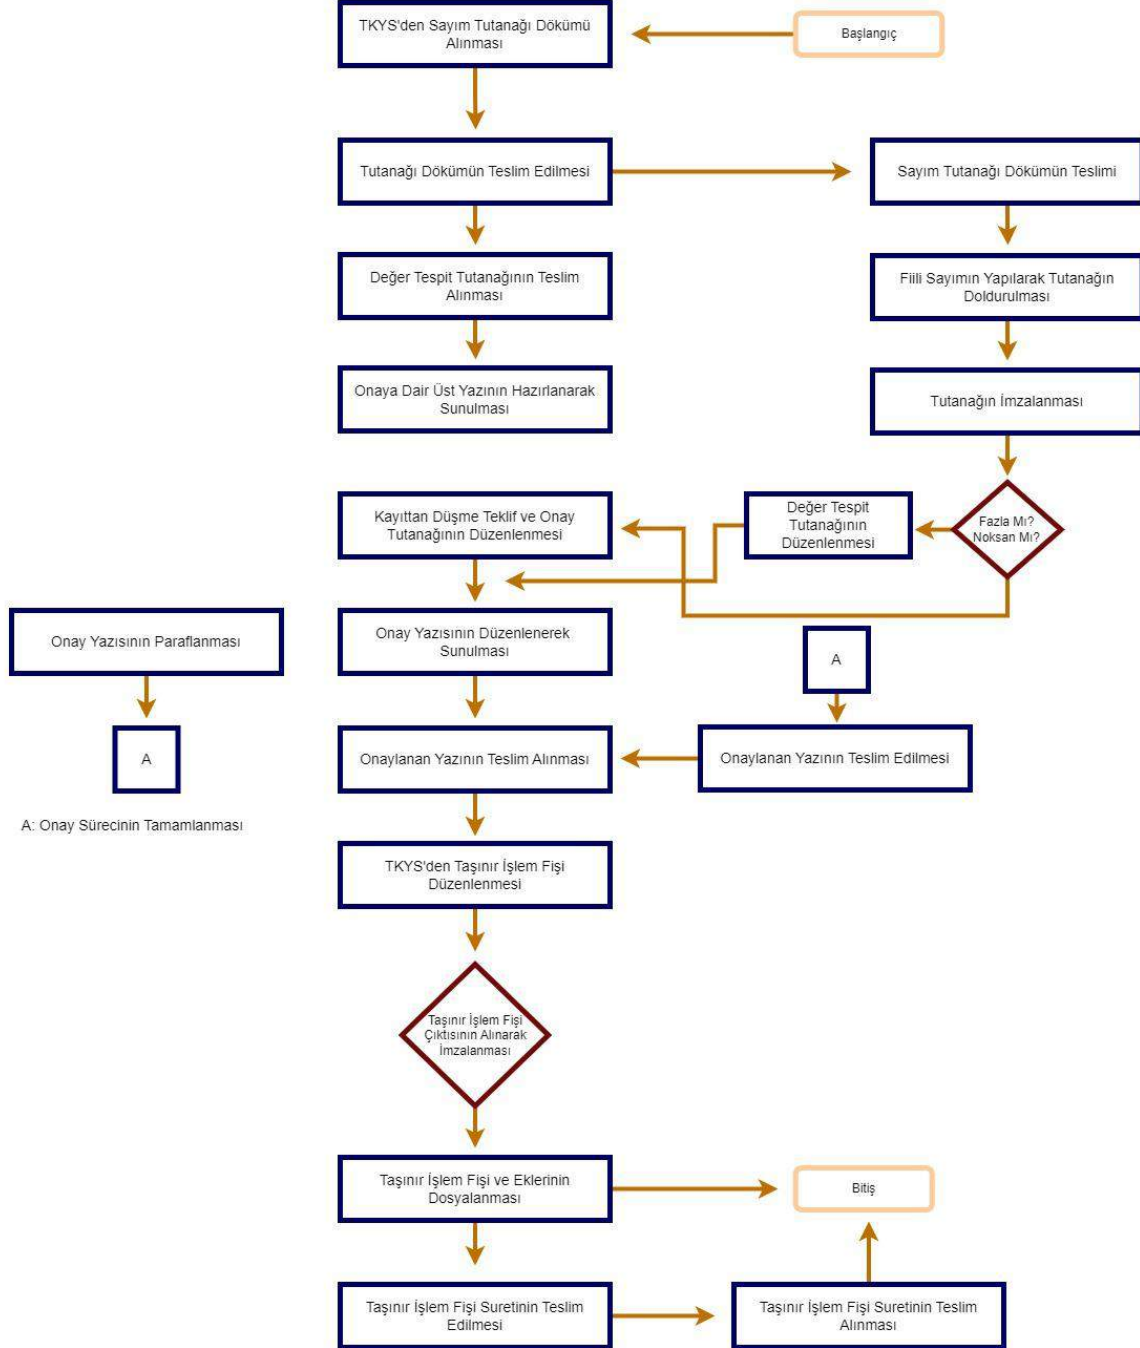 TKYS'den Sayım Tutanağı Dökümü
Alınması
Başlangıç
Tutanağı Dökümün Teslim Edilmesi
Sayım Tutanağı Dökümün Teslimi
Değer Tespit Tutanağının Teslim
Alınması
Fiili Sayımın Yapılarak Tutanağın
Doldurulması
Onaya Dair Üst Yazının Hazırlanarak
Sunulması
Tutanağın İmzalanması
Kayıttan Düşme Teklif ve Onay
Tutanağının Düzenlenmesi
Değer Tespit
Tutanağının
Düzenlenmesi
Fazla Mı?
Noksan Mı?
Onay Yazısının Paraflanması
Onay Yazısının Düzenlenerek
Sunulması
A
A
Onaylanan Yazının Teslim Alınması
Onaylanan Yazının Teslim Edilmesi
A: Onay Sürecinin Tamamlanması
TKYS'den Taşınır İşlem Fişi
Düzenlenmesi
Taşınır İşlem Fişi
Çıktısının Alınarak
İmzalanması
Taşınır İşlem Fişi ve Eklerinin
Dosyalanması
Bitiş
Taşınır İşlem Fişi Suretinin Teslim
Edilmesi
Taşınır İşlem Fişi Suretinin Teslim
Alınması